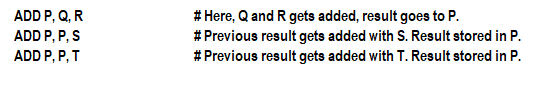 ADD P, Q, R # Here, Q and R gets added, result goes to P.
ADD P, P, S # Previous result gets added with S. Result stored in P.
ADD P, P, T # Previous result gets added with T. Result stored in P.